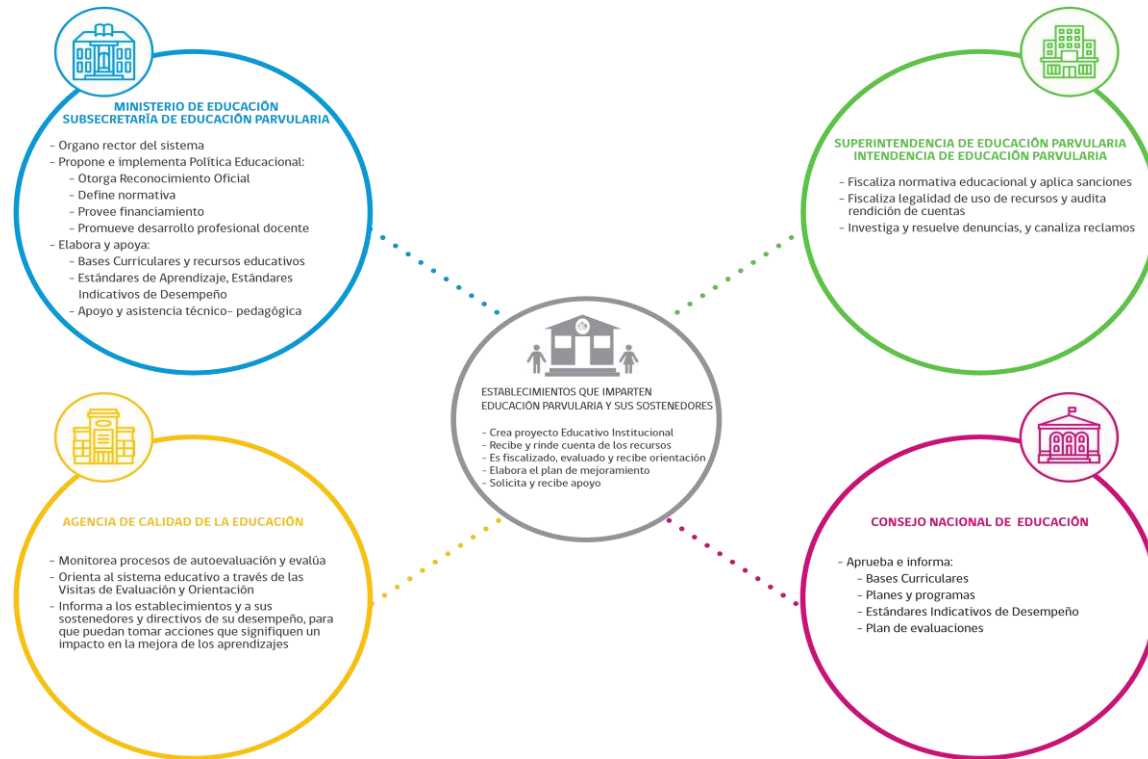 MINISTERIO DE EDUCACIÓN
SUBSECRETARÍA DE EDUCACIÓN PARVULARIA
– Organo rector del sistema
– Propone e implementa Política Educacional:
– Otorga Reconocimiento Oficial
– Define normativa
– Provee financiamiento
– Promueve desarrollo profesional docente
– Elabora y apoya:
– Bases Curriculares y recursos educativos
– Estándares de Aprendizaje, Estándares
Indicativos de Desempeño
– Apoyo y asistencia técnico– pedagógica
SUPERINTENDENCIA DE EDUCACIÓN PARVULARIA
INTENDENCIA DE EDUCACIÓN PARVULARIA
– Fiscaliza normativa educacional y aplica sanciones
– Fiscaliza legalidad de uso de recursos y audita
rendición de cuentas
– Investiga y resuelve denuncias, y canaliza reclamos
ESTABLECIMIENTOS QUE IMPARTEN
EDUCACIÓN PARVULARIA Y SUS SOSTENEDORES
– Crea proyecto Educativo Institucional
– Recibe y rinde cuenta de los recursos
– Es fiscalizado, evaluado y recibe orientación
– Elabora el plan de mejoramiento
– Solicita y recibe apoyo
AGENCIA DE CALIDAD DE LA EDUCACIÓN
– Monitorea procesos de autoevaluación y evalúa
– Orienta al sistema educativo a través de las
Visitas de Evaluación y Orientación
– Informa a los establecimientos y a sus
sostenedores y directivos de su desempeño, para
que puedan tomar acciones que signifiquen un
impacto en la mejora de los aprendizajes
CONSEJO NACIONAL DE EDUCACIÓN
– Aprueba e informa:
– Bases Curriculares
– Planes y programas
– Estándares Indicativos de Desempeño
– Plan de evaluaciones